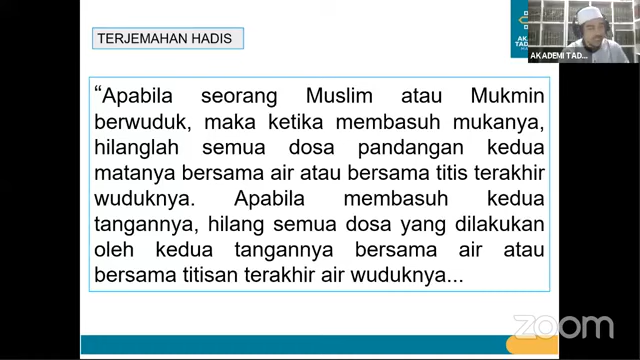 TERJEMAHAN HADIS
“Apabila seorang Muslim atau Mukmin
berwuduk, maka ketika membasuh mukanya,
hilanglah semua dosa pandangan kedua
matanya bersama air atau bersama titis terakhir
wuduknya. Apabila membasuh kedua
tangannya, hilang semua dosa yang dilakukan
oleh kedua tangannya bersama air atau
bersama titisan terakhir air wuduknya...
AKADEMI TAD...
zoom